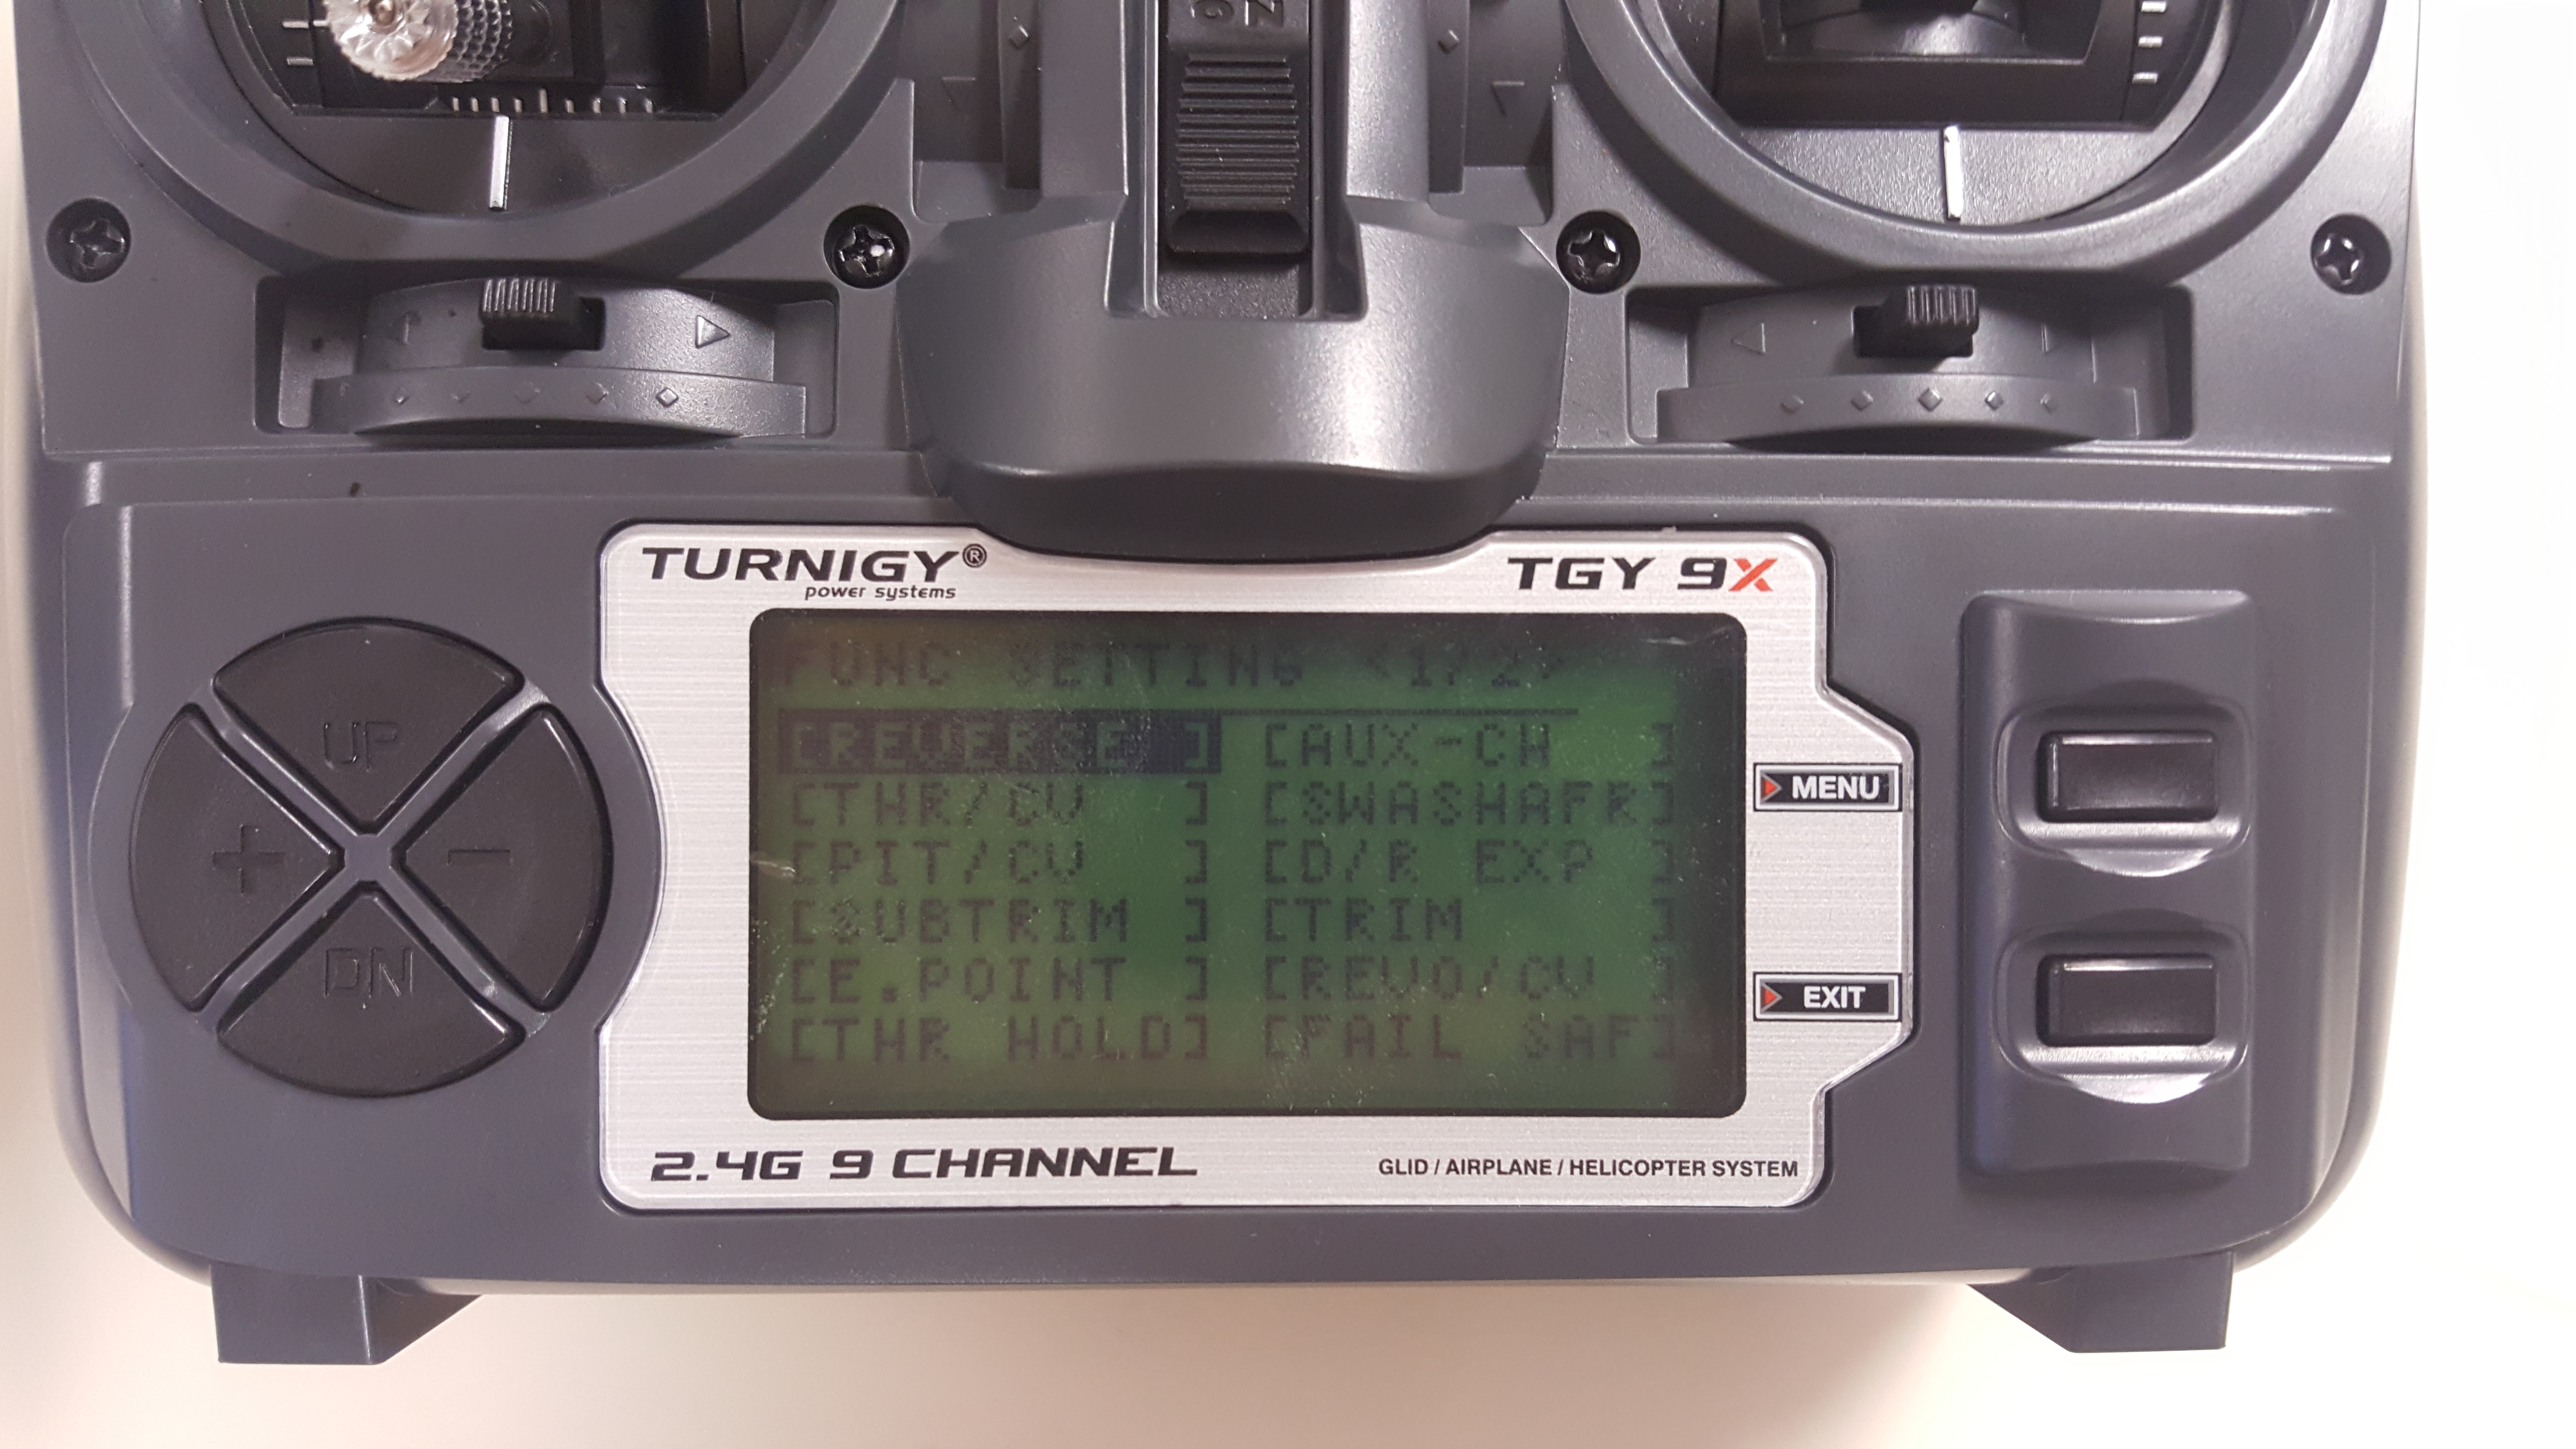 TURNIGY®
power systems
TGY 9X
FUNC SETTING <1/2>
[REVERSE ] [AUX-CH ]
[THR/CV ] [SWASHAFR]
[PIT/CV ] [D/R EXP ]
[SUBTRIM ] [TRIM ]
[E.POINT ] [REVO/CV ]
[THR HOLD] [FAIL SAF]
UP
+
−
DN
MENU
EXIT
2.4G 9 CHANNEL
GLID / AIRPLANE / HELICOPTER SYSTEM